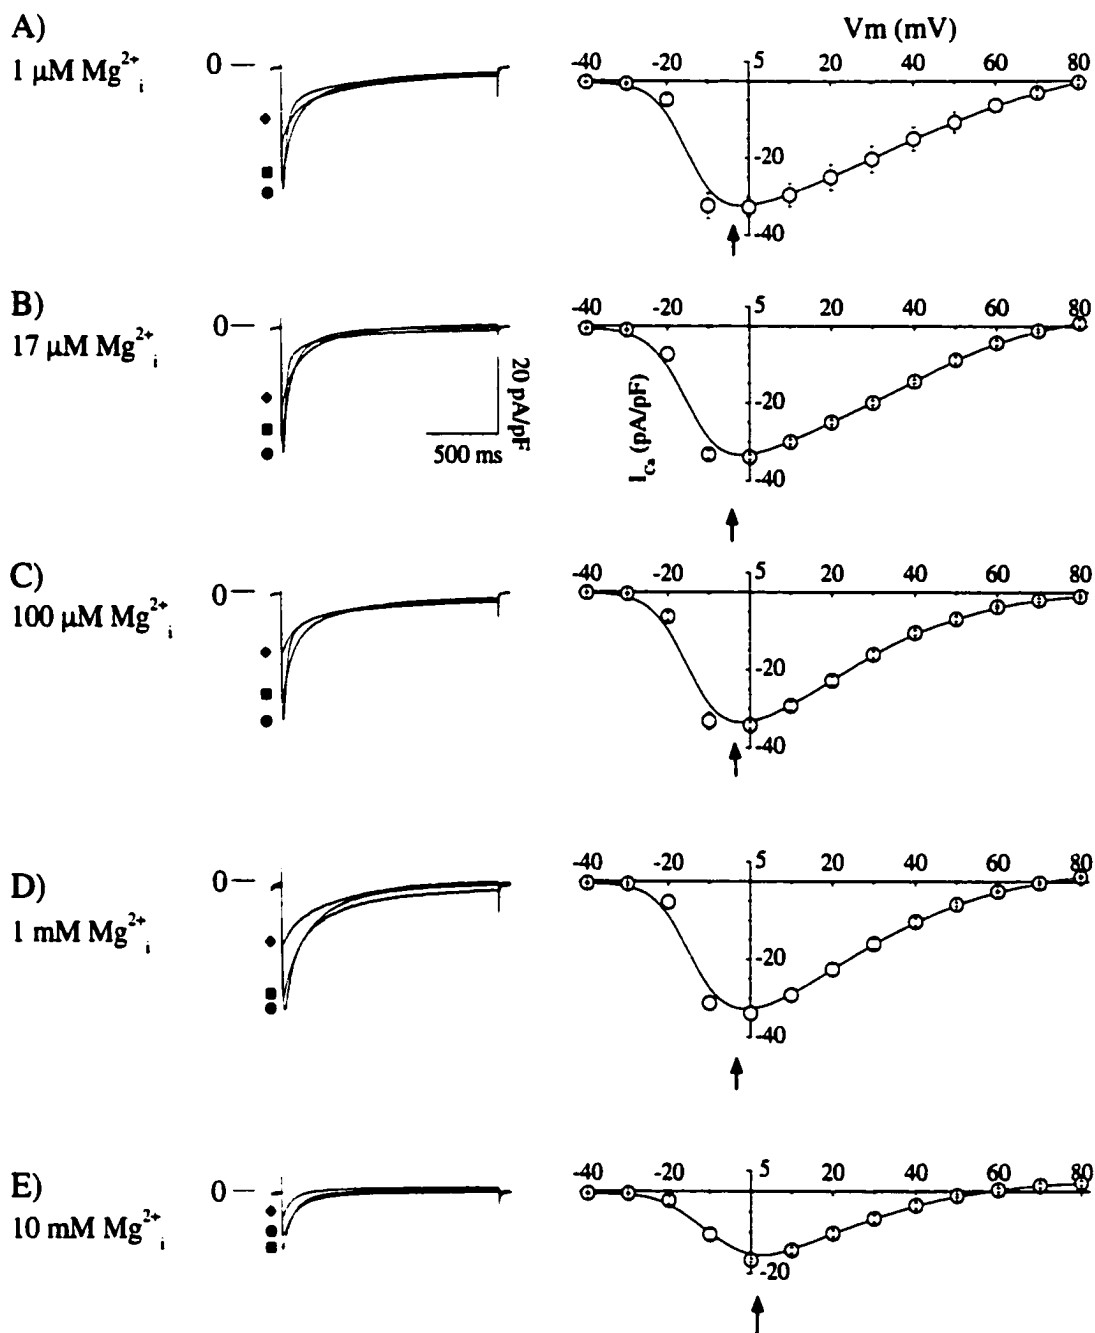 A)
1 μM Mg²⁺ᵢ
0
Vm (mV)
-40 -20 5 20 40 60 80
-20
-40
B)
17 μM Mg²⁺ᵢ
0
20 pA/pF
500 ms
-40 -20 5 20 40 60 80
I_Ca (pA/pF)
-20
-40
C)
100 μM Mg²⁺ᵢ
0
-40 -20 5 20 40 60 80
-20
-40
D)
1 mM Mg²⁺ᵢ
0
-40 -20 5 20 40 60 80
-20
-40
E)
10 mM Mg²⁺ᵢ
0
-40 -20 5 20 40 60 80
-20